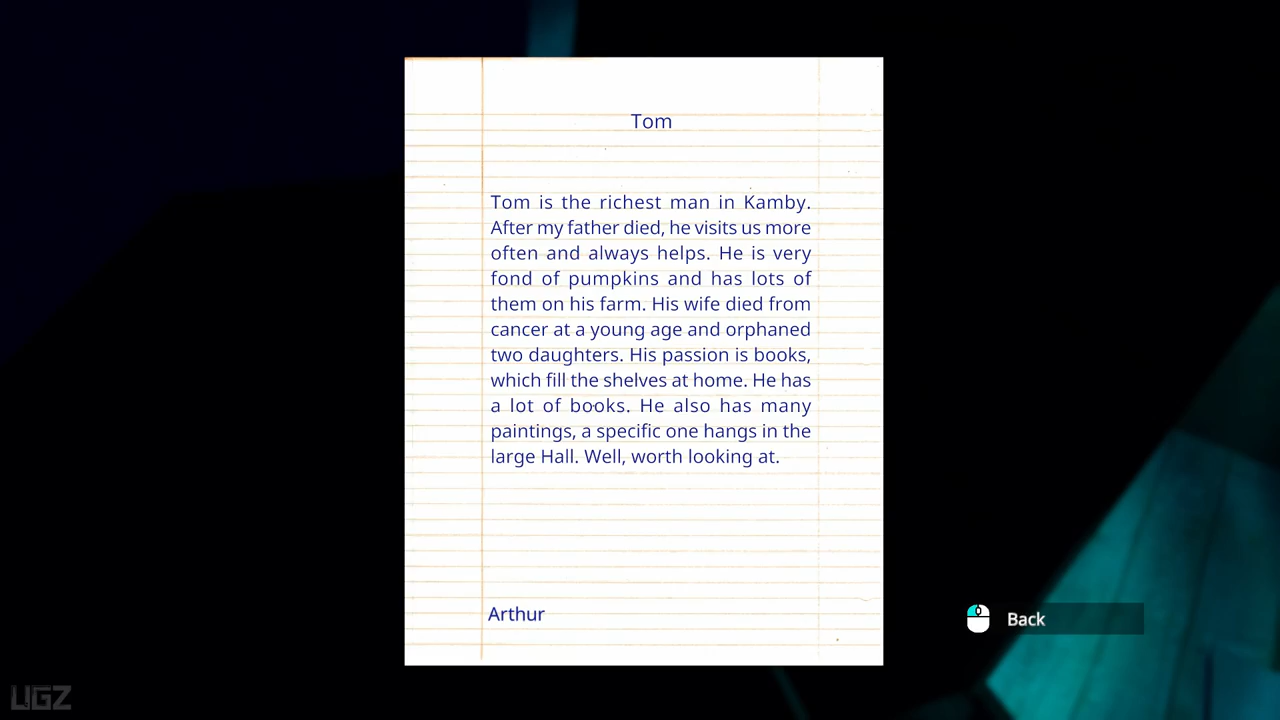 Tom
Tom is the richest man in Kamby.
After my father died, he visits us more
often and always helps. He is very
fond of pumpkins and has lots of
them on his farm. His wife died from
cancer at a young age and orphaned
two daughters. His passion is books,
which fill the shelves at home. He has
a lot of books. He also has many
paintings, a specific one hangs in the
large Hall. Well, worth looking at.
Arthur
Back
UGZ